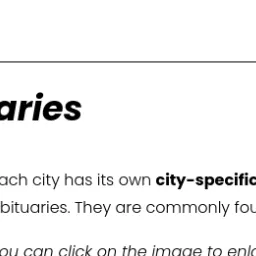 aries
ach city has its own city-specific
bituaries. They are commonly fou
ou can click on the image to enla